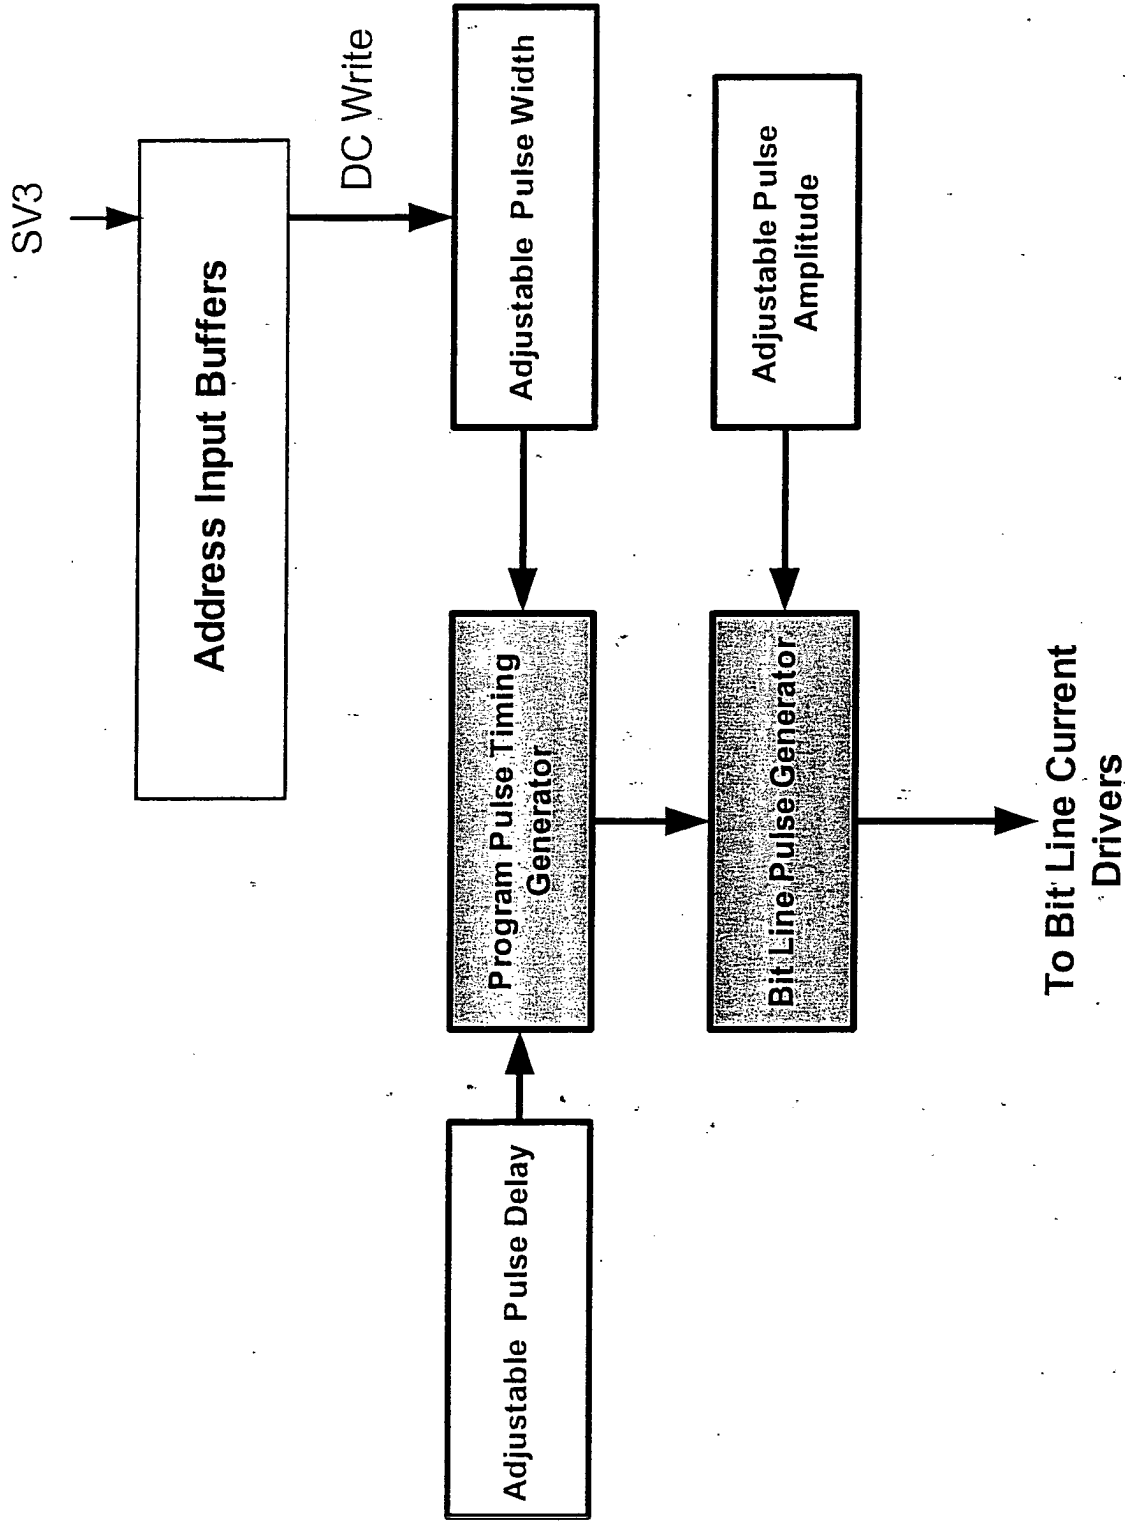 SV3
Address Input Buffers
DC Write
Adjustable Pulse Width
Adjustable Pulse
Amplitude
Program Pulse Timing
Generator
Bit Line Pulse Generator
Adjustable Pulse Delay
To Bit Line Current
Drivers